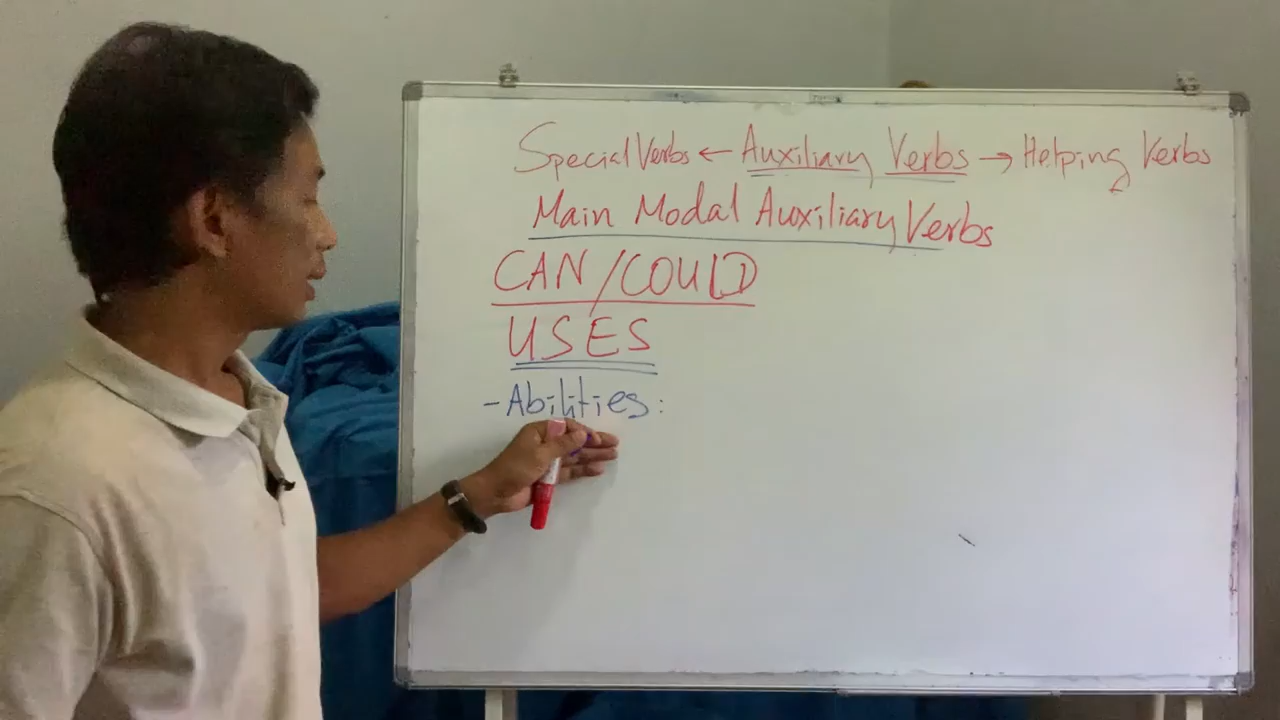 Special Verbs ← Auxiliary Verbs → Helping Verbs
Main Modal Auxiliary Verbs
CAN/COULD
USES
- Abilities: